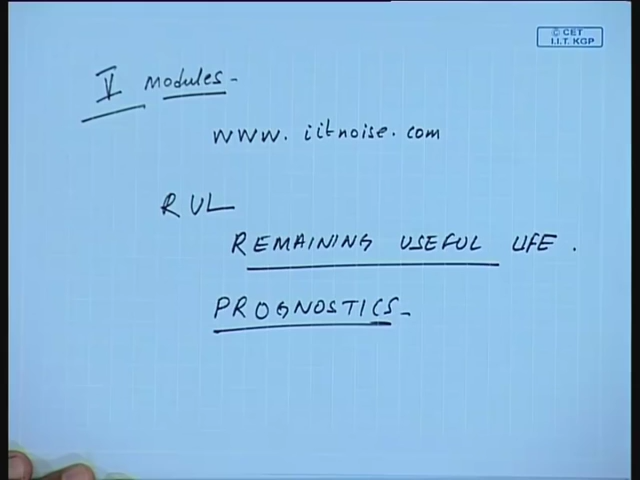 © CET
I.I.T. KGP
V modules -
www. iitnoise. com
RUL
REMAINING USEFUL LIFE .
PROGNOSTICS -